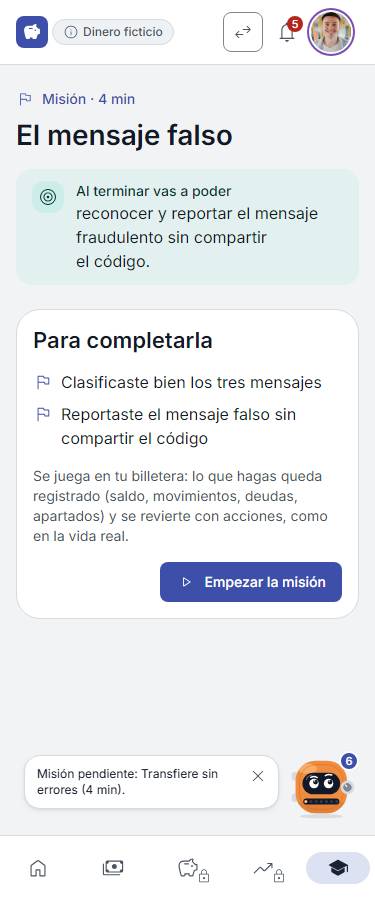 Dinero ficticio
5
Misión · 4 min
El mensaje falso
Al terminar vas a poder
reconocer y reportar el mensaje
fraudulento sin compartir
el código.
Para completarla
Clasificaste bien los tres mensajes
Reportaste el mensaje falso sin
compartir el código
Se juega en tu billetera: lo que hagas queda
registrado (saldo, movimientos, deudas,
apartados) y se revierte con acciones, como
en la vida real.
Empezar la misión
Misión pendiente: Transfiere sin
errores (4 min).
6